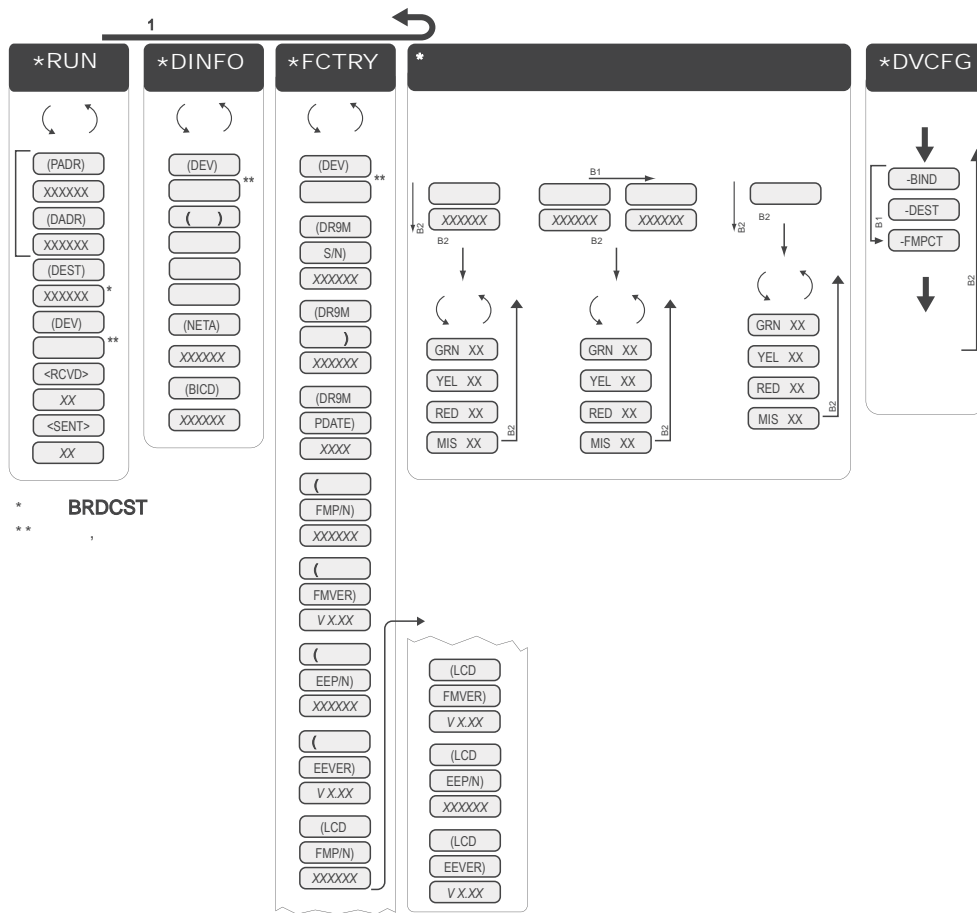 1
*RUN
(PADR)
XXXXXX
(DADR)
XXXXXX
(DEST)
XXXXXX *
(DEV)
**
<RCVD>
XX
<SENT>
XX
* BRDCST
** ,
*DINFO
(DEV)
**
( )
(NETA)
XXXXXX
(BICD)
XXXXXX
*FCTRY
(DEV)
**
(DR9M
S/N)
XXXXXX
(DR9M
)
XXXXXX
(DR9M
PDATE)
XXXX
(
FMP/N)
XXXXXX
(
FMVER)
V X.XX
(
EEP/N)
XXXXXX
(
EEVER)
V X.XX
(LCD
FMP/N)
XXXXXX
(LCD
FMVER)
V X.XX
(LCD
EEP/N)
XXXXXX
(LCD
EEVER)
V X.XX
*
B2
XXXXXX
B2
GRN XX
YEL XX
RED XX
MIS XX
B2
B1
XXXXXX XXXXXX
B2
GRN XX
YEL XX
RED XX
MIS XX
B2
B2
B2
GRN XX
YEL XX
RED XX
MIS XX
B2
*DVCFG
-BIND
-DEST
-FMPCT
B1
B2